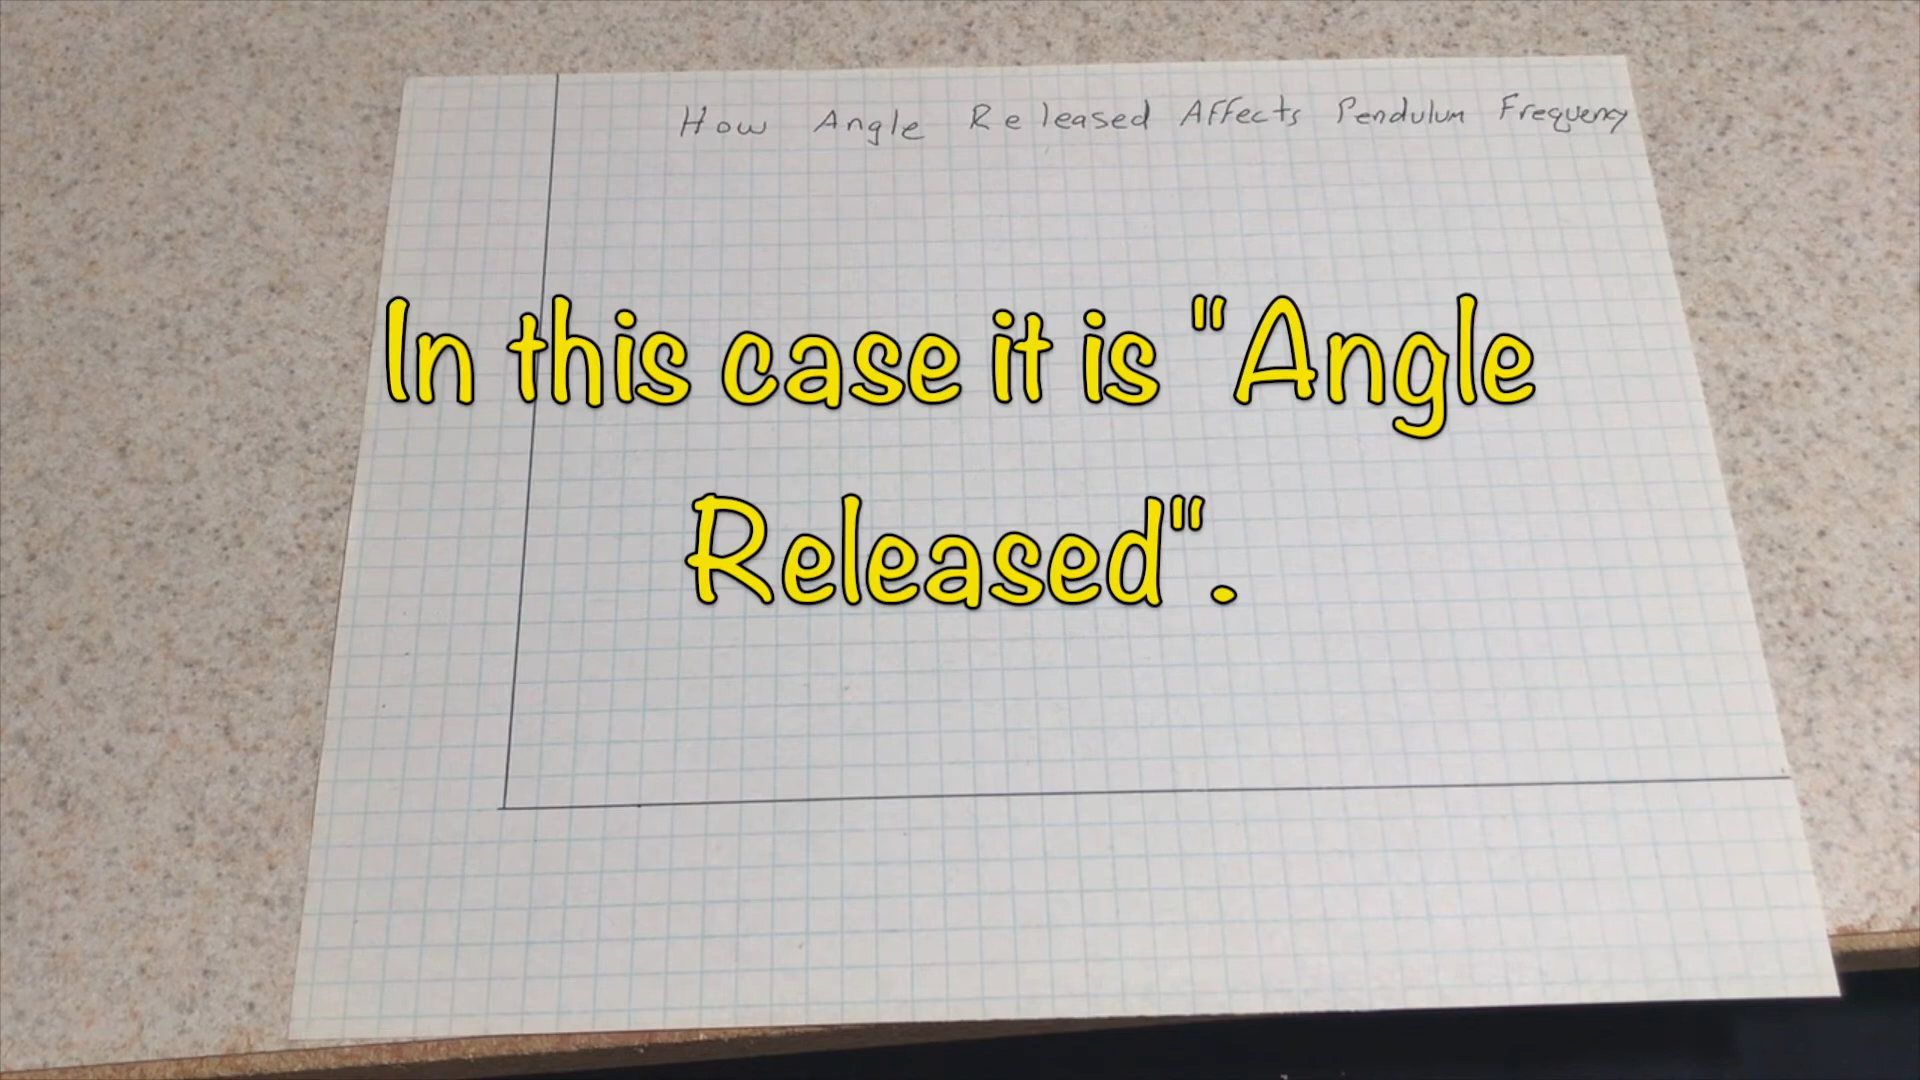 How Angle Released Affects Pendulum Frequency
In this case it is "Angle
Released".